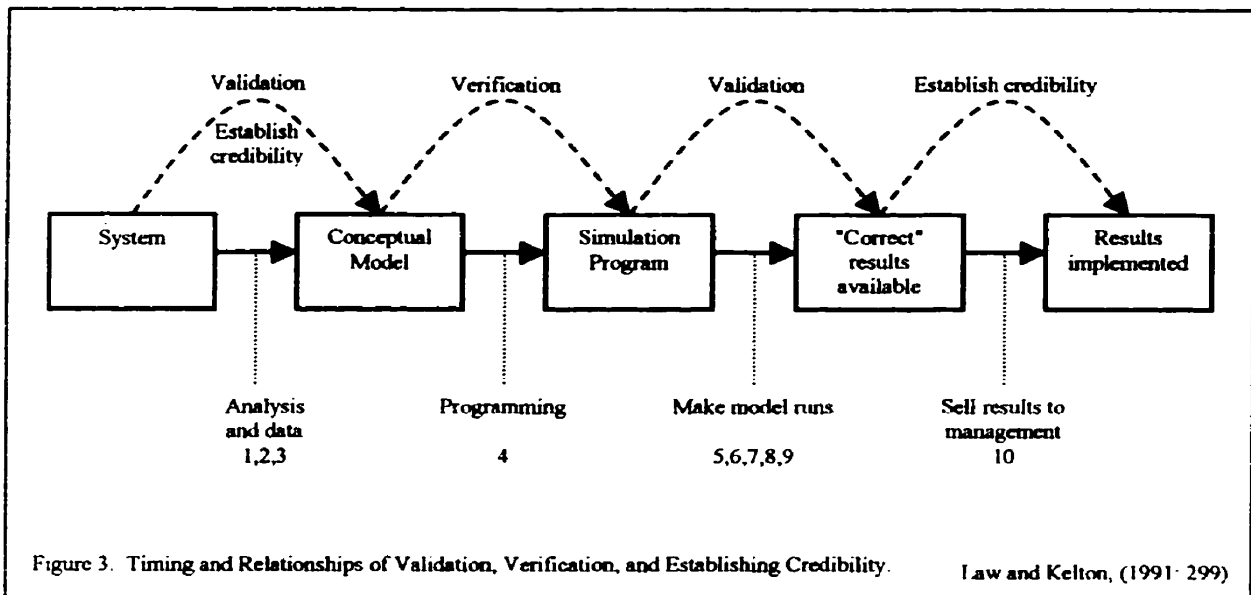 Validation
Establish
credibility
Verification
Validation
Establish credibility
System
Conceptual
Model
Simulation
Program
"Correct"
results
available
Results
implemented
Analysis
and data
1,2,3
Programming
4
Make model runs
5,6,7,8,9
Sell results to
management
10
Figure 3. Timing and Relationships of Validation, Verification, and Establishing Credibility.
Law and Kelton, (1991: 299)